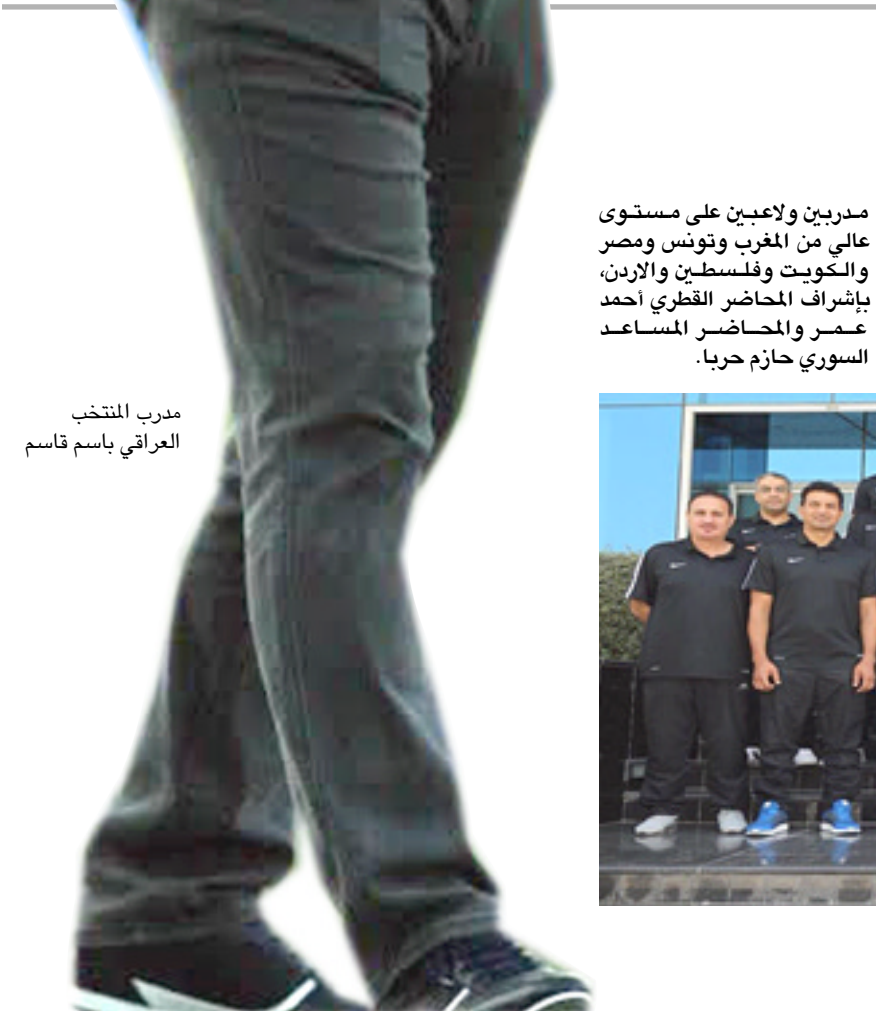 مدربين ولاعبين على مستوى
عالي من المغرب وتونس ومصر
والكويت وفلسطين والاردن،
بإشراف المحاضر القطري أحمد
عمر والمحاضر المساعد
السوري حازم حربا.
مدرب المنتخب
العراقي باسم قاسم